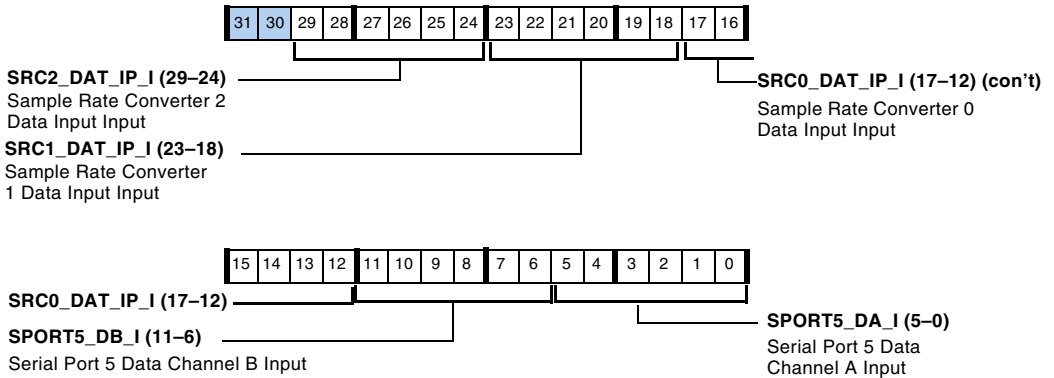 31 30 29 28 27 26 25 24 23 22 21 20 19 18 17 16
SRC2_DAT_IP_I (29–24)
Sample Rate Converter 2
Data Input Input
SRC0_DAT_IP_I (17–12) (con't)
Sample Rate Converter 0
Data Input Input
SRC1_DAT_IP_I (23–18)
Sample Rate Converter
1 Data Input Input
15 14 13 12 11 10 9 8 7 6 5 4 3 2 1 0
SRC0_DAT_IP_I (17–12)
SPORT5_DB_I (11–6)
Serial Port 5 Data Channel B Input
SPORT5_DA_I (5–0)
Serial Port 5 Data
Channel A Input